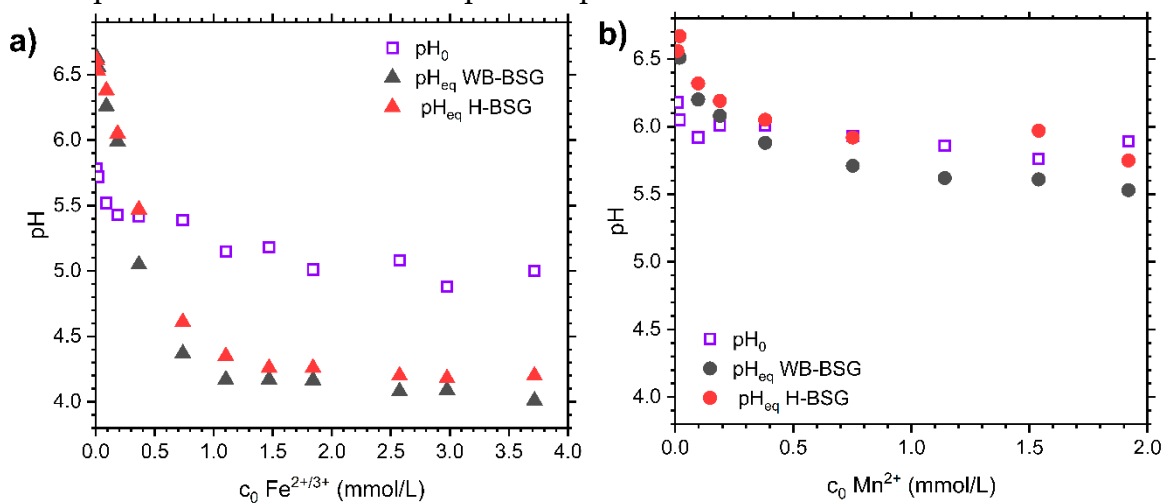 a)
pH₀
pHeq WB-BSG
pHeq H-BSG
pH
6.5
6.0
5.5
5.0
4.5
4.0
0.0 0.5 1.0 1.5 2.0 2.5 3.0 3.5 4.0
c₀ Fe²⁺/³⁺ (mmol/L)
b)
pH
6.5
6.0
5.5
5.0
4.5
4.0
pH₀
pHeq WB-BSG
pHeq H-BSG
0.0 0.5 1.0 1.5 2.0
c₀ Mn²⁺ (mmol/L)